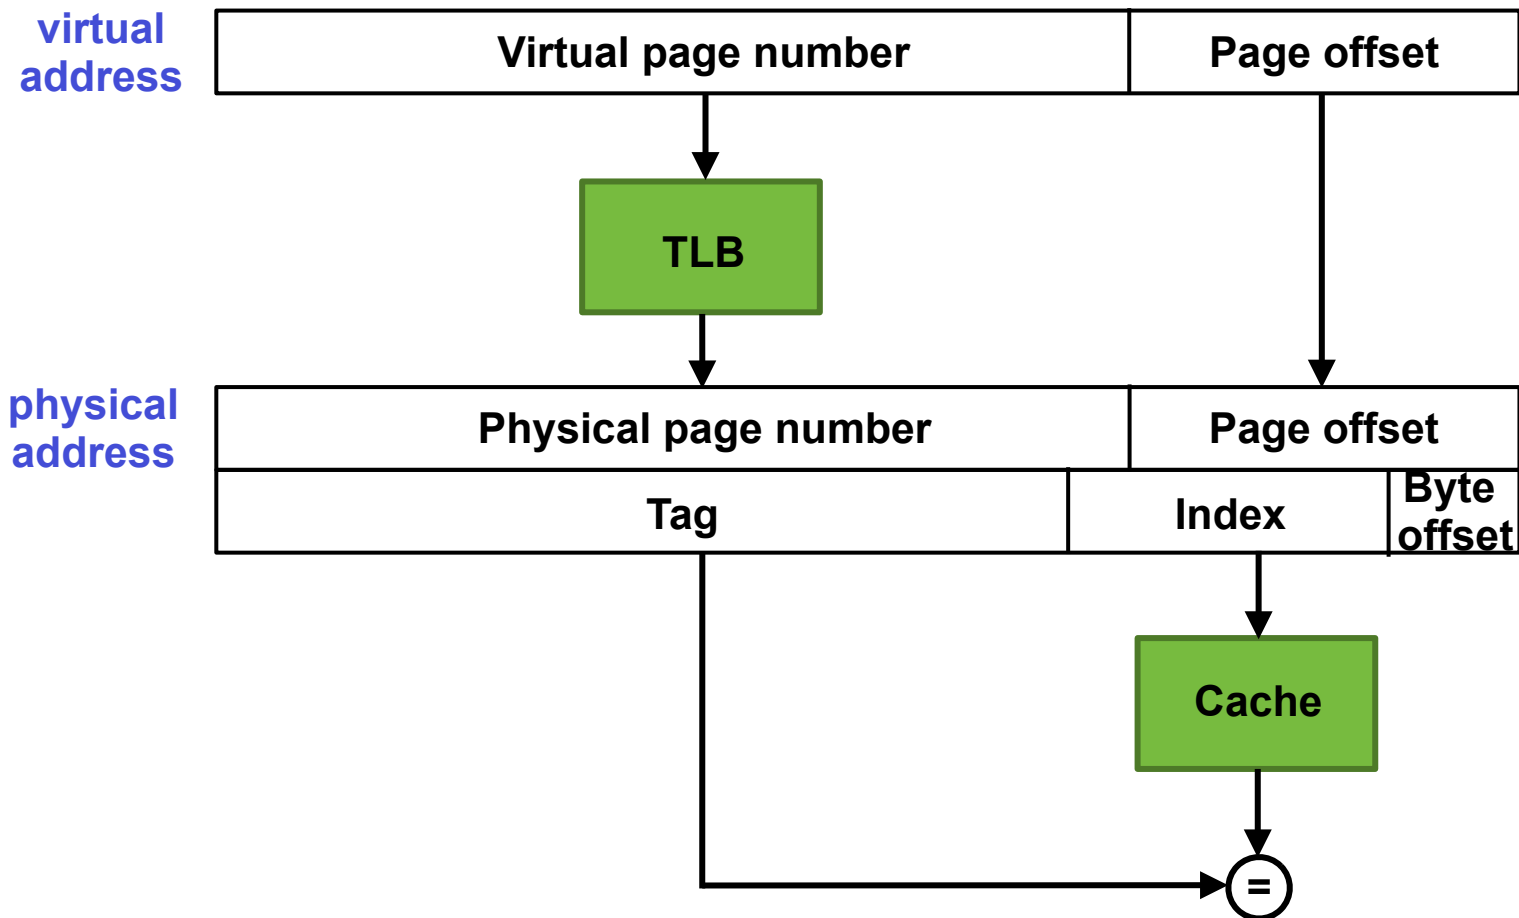 virtual
address
Virtual page number
Page offset
TLB
physical
address
Physical page number
Page offset
Tag
Index
Byte
offset
Cache
=